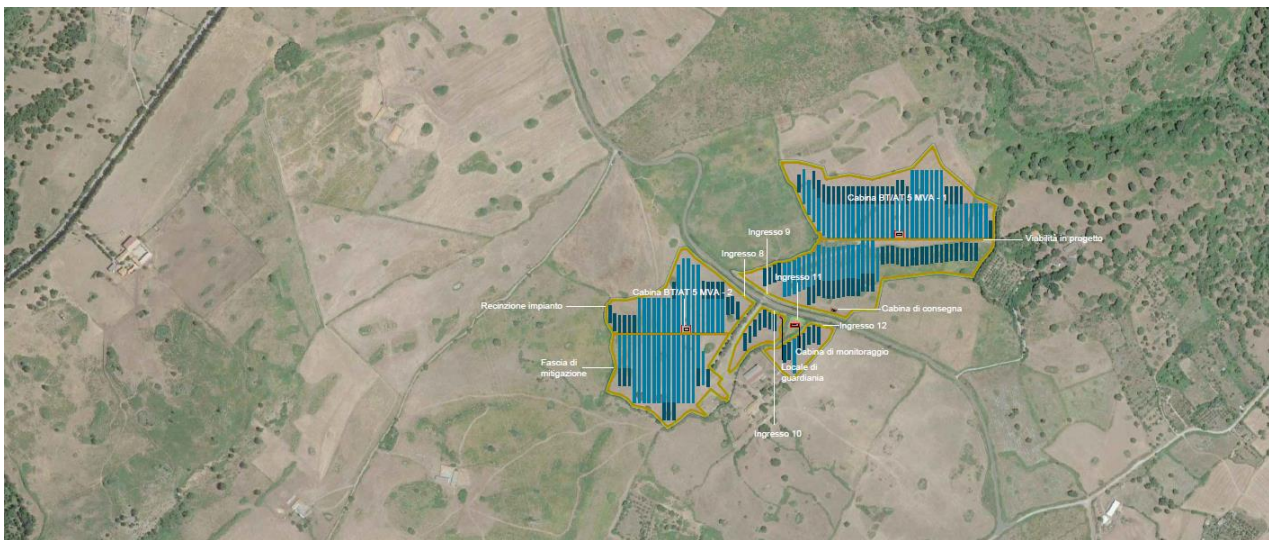 Cabina BT/AT 5 MVA - 1
Ingresso 9
Viabilità in progetto
Ingresso 8
Ingresso 11
Cabina BT/AT 5 MVA - 2
Recinzione impianto
Cabina di consegna
Ingresso 12
Cabina di monitoraggio
Fascia di
mitigazione
Locale di
guardiania
Ingresso 10